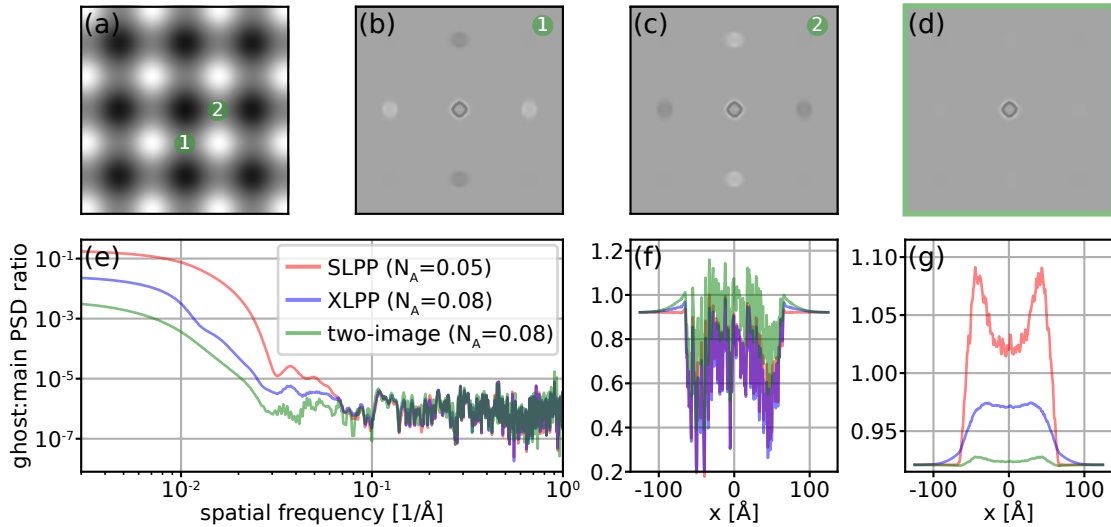 (a)
(b)
1
(c)
2
(d)
2
1
(e)
SLPP (N_A=0.05)
XLPP (N_A=0.08)
two-image (N_A=0.08)
ghost:main PSD ratio
10⁻¹
10⁻³
10⁻⁵
10⁻⁷
10⁻²
10⁻¹
10⁰
spatial frequency [1/Å]
(f)
1.2
1.0
0.8
0.6
0.4
0.2
-100
0
100
x [Å]
(g)
1.10
1.05
1.00
0.95
-100
0
100
x [Å]